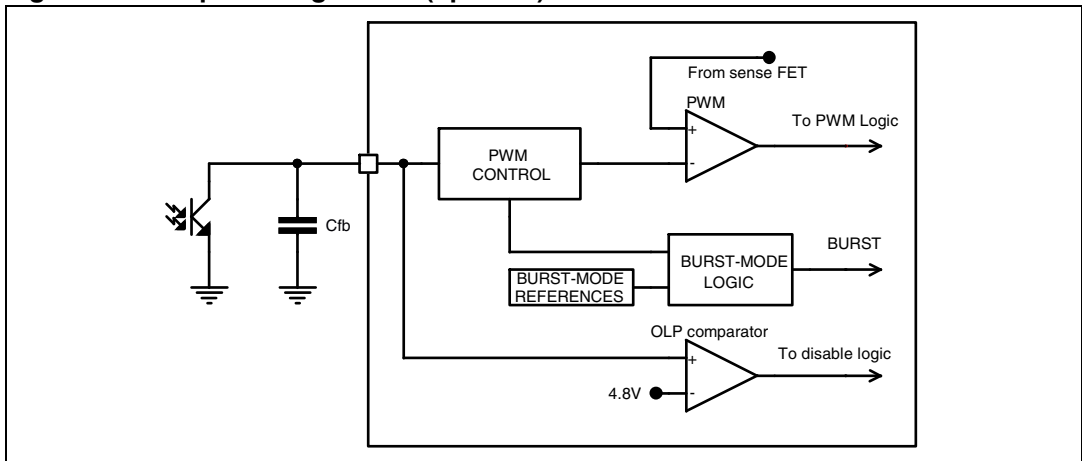 From sense FET
PWM
+
-
To PWM Logic
PWM
CONTROL
Cfb
BURST
BURST-MODE
LOGIC
BURST-MODE
REFERENCES
OLP comparator
+
-
To disable logic
4.8V